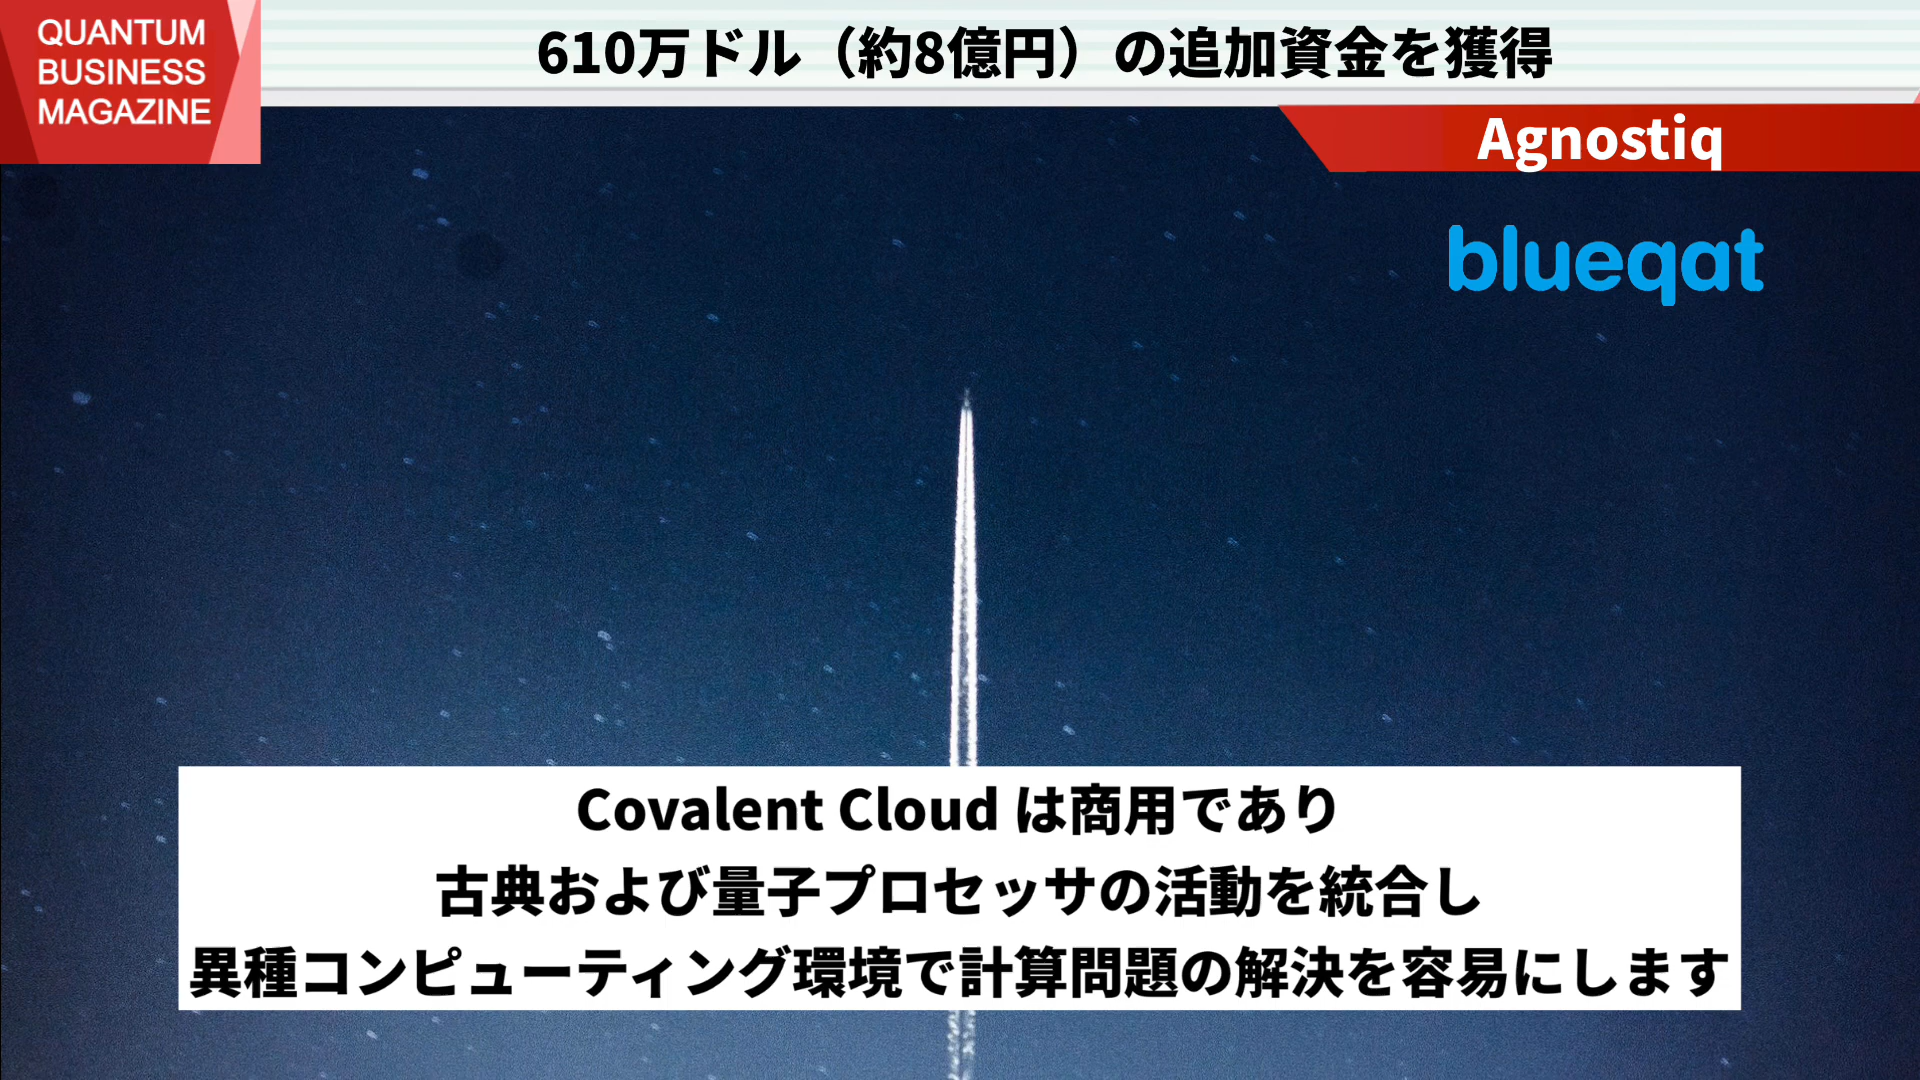 QUANTUM
BUSINESS
MAGAZINE
610万ドル（約8億円）の追加資金を獲得
Agnostiq
blueqat
Covalent Cloud は商用であり
古典および量子プロセッサの活動を統合し
異種コンピューティング環境で計算問題の解決を容易にします